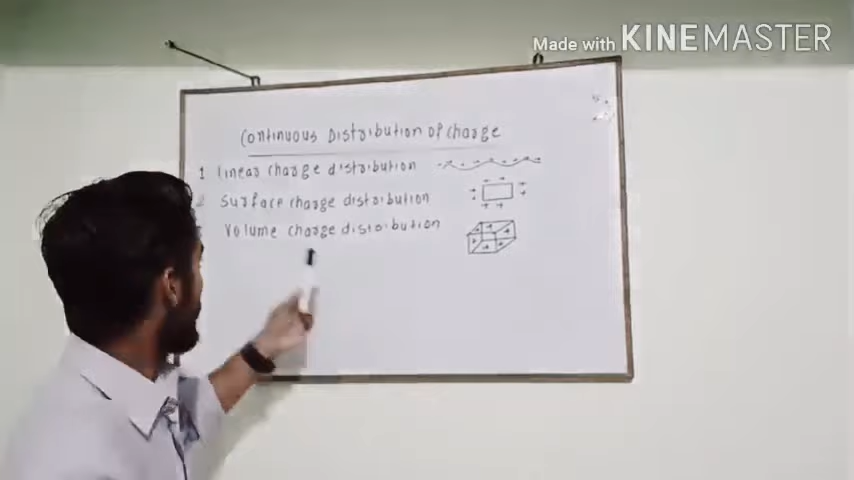 Made with KINEMASTER
Continuous Distribution of charge
1 linear charge distribution
2 Surface charge distribution
Volume charge distribution